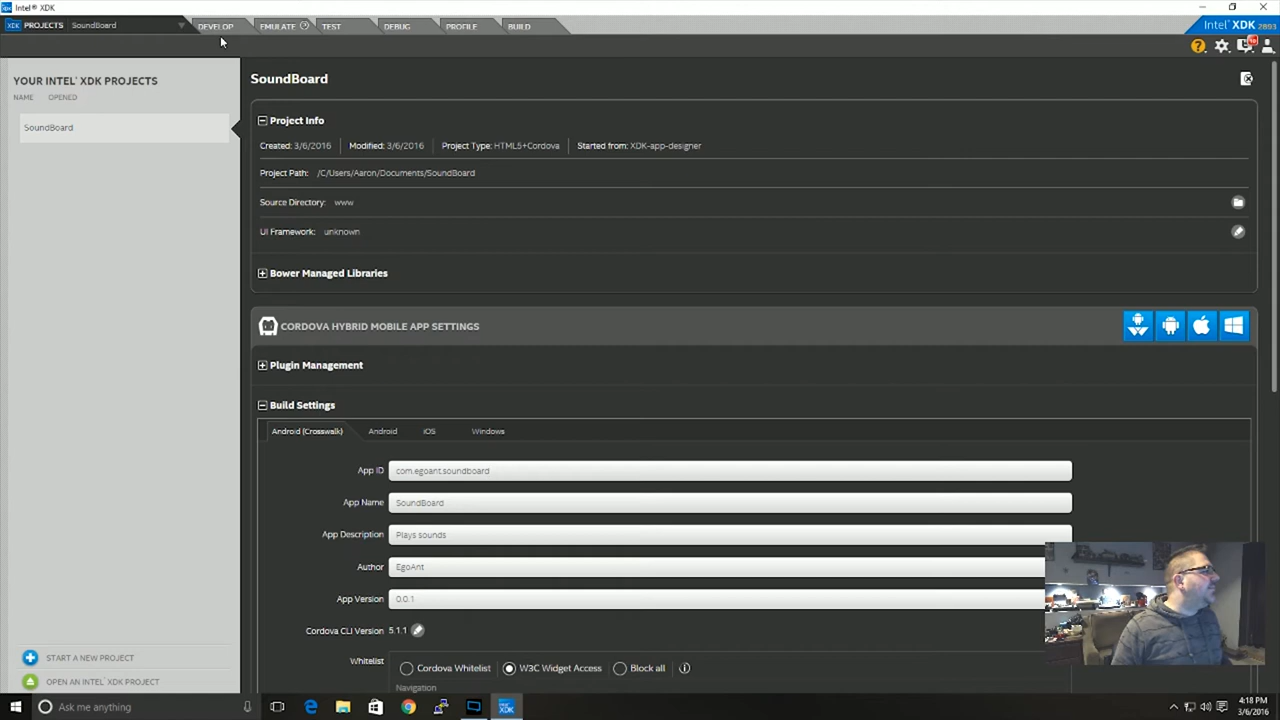 Intel® XDK
XDK PROJECTS SoundBoard DEVELOP EMULATE TEST DEBUG PROFILE BUILD Intel® XDK 2893
YOUR INTEL® XDK PROJECTS
NAME OPENED
SoundBoard
START A NEW PROJECT
OPEN AN INTEL® XDK PROJECT
SoundBoard
Project Info
Created: 3/6/2016 Modified: 3/6/2016 Project Type: HTML5+Cordova Started from: XDK-app-designer
Project Path: /C/Users/Aaron/Documents/SoundBoard
Source Directory: www
UI Framework: unknown
Bower Managed Libraries
CORDOVA HYBRID MOBILE APP SETTINGS
Plugin Management
Build Settings
Android (Crosswalk) Android iOS Windows
App ID com.egoant.soundboard
App Name SoundBoard
App Description Plays sounds
Author EgoAnt
App Version 0.0.1
Cordova CLI Version 5.1.1
Whitelist Cordova Whitelist W3C Widget Access Block all
Navigation
Ask me anything
XDK
4:18 PM
3/6/2016